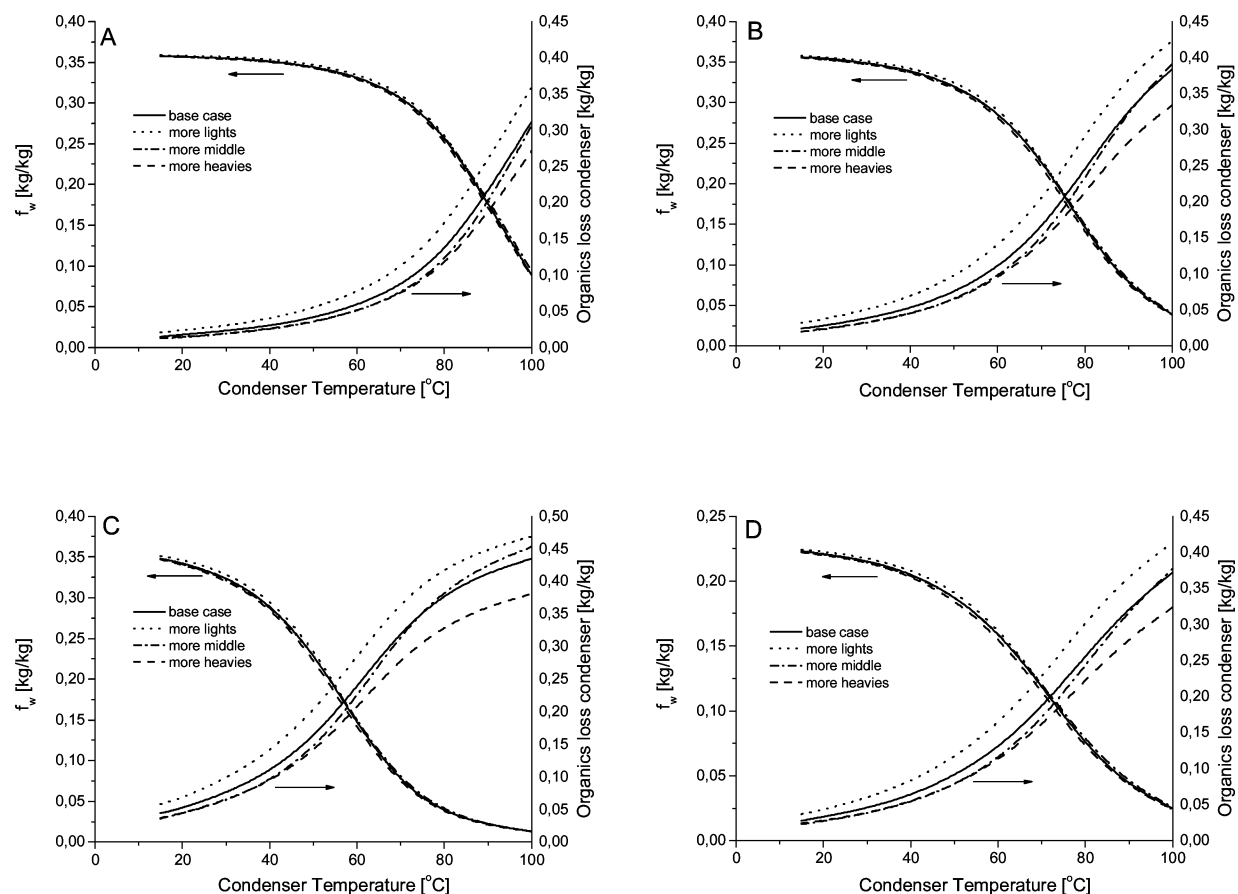 A
0,40
0,35
0,30
0,25
0,20
0,15
0,10
0,05
0,00
f_w [kg/kg]
base case
more lights
more middle
more heavies
0,45
0,40
0,35
0,30
0,25
0,20
0,15
0,10
0,05
0,00
Organics loss condenser [kg/kg]
0 20 40 60 80 100
Condenser Temperature [°C]
B
0,40
0,35
0,30
0,25
0,20
0,15
0,10
0,05
0,00
f_w [kg/kg]
base case
more lights
more middle
more heavies
0,45
0,40
0,35
0,30
0,25
0,20
0,15
0,10
0,05
0,00
Organics loss condenser [kg/kg]
0 20 40 60 80 100
Condenser Temperature [°C]
C
0,40
0,35
0,30
0,25
0,20
0,15
0,10
0,05
0,00
f_w [kg/kg]
base case
more lights
more middle
more heavies
0,50
0,45
0,40
0,35
0,30
0,25
0,20
0,15
0,10
0,05
0,00
Organics loss condenser [kg/kg]
0 20 40 60 80 100
Condenser Temperature [°C]
D
0,25
0,20
0,15
0,10
0,05
0,00
f_w [kg/kg]
base case
more lights
more middle
more heavies
0,45
0,40
0,35
0,30
0,25
0,20
0,15
0,10
0,05
0,00
Organics loss condenser [kg/kg]
0 20 40 60 80 100
Condenser Temperature [°C]